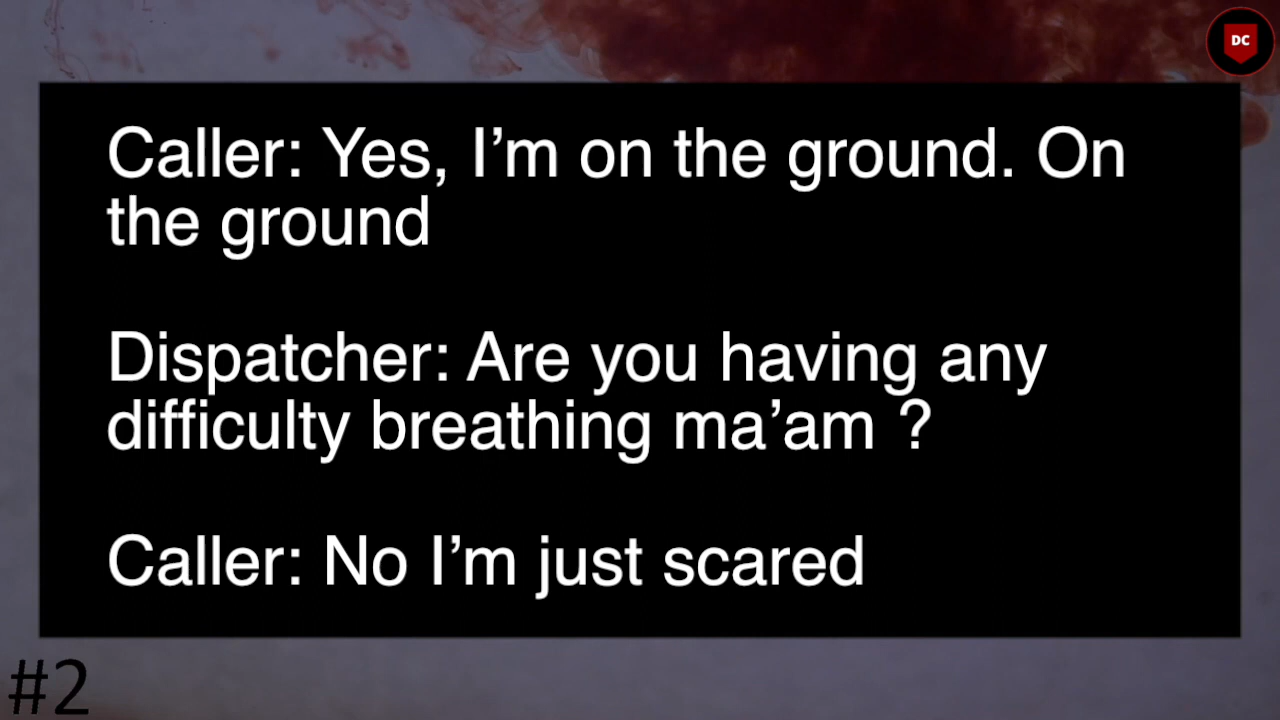 DC
Caller: Yes, I’m on the ground. On
the ground
Dispatcher: Are you having any
difficulty breathing ma’am ?
Caller: No I’m just scared
#2